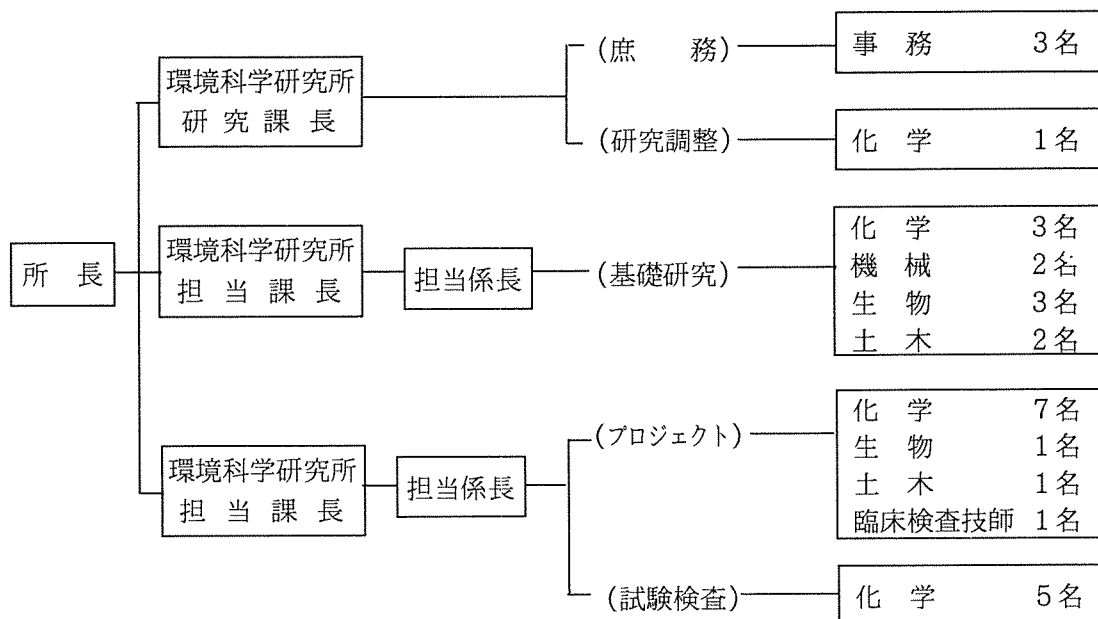 所 長
環境科学研究所
研究課長
(庶 務)
事 務 3名
(研究調整)
化 学 1名
環境科学研究所
担当課長
担当係長
(基礎研究)
化 学 3名
機 械 2名
生 物 3名
土 木 2名
環境科学研究所
担当課長
担当係長
(プロジェクト)
化 学 7名
生 物 1名
土 木 1名
臨床検査技師 1名
(試験検査)
化 学 5名